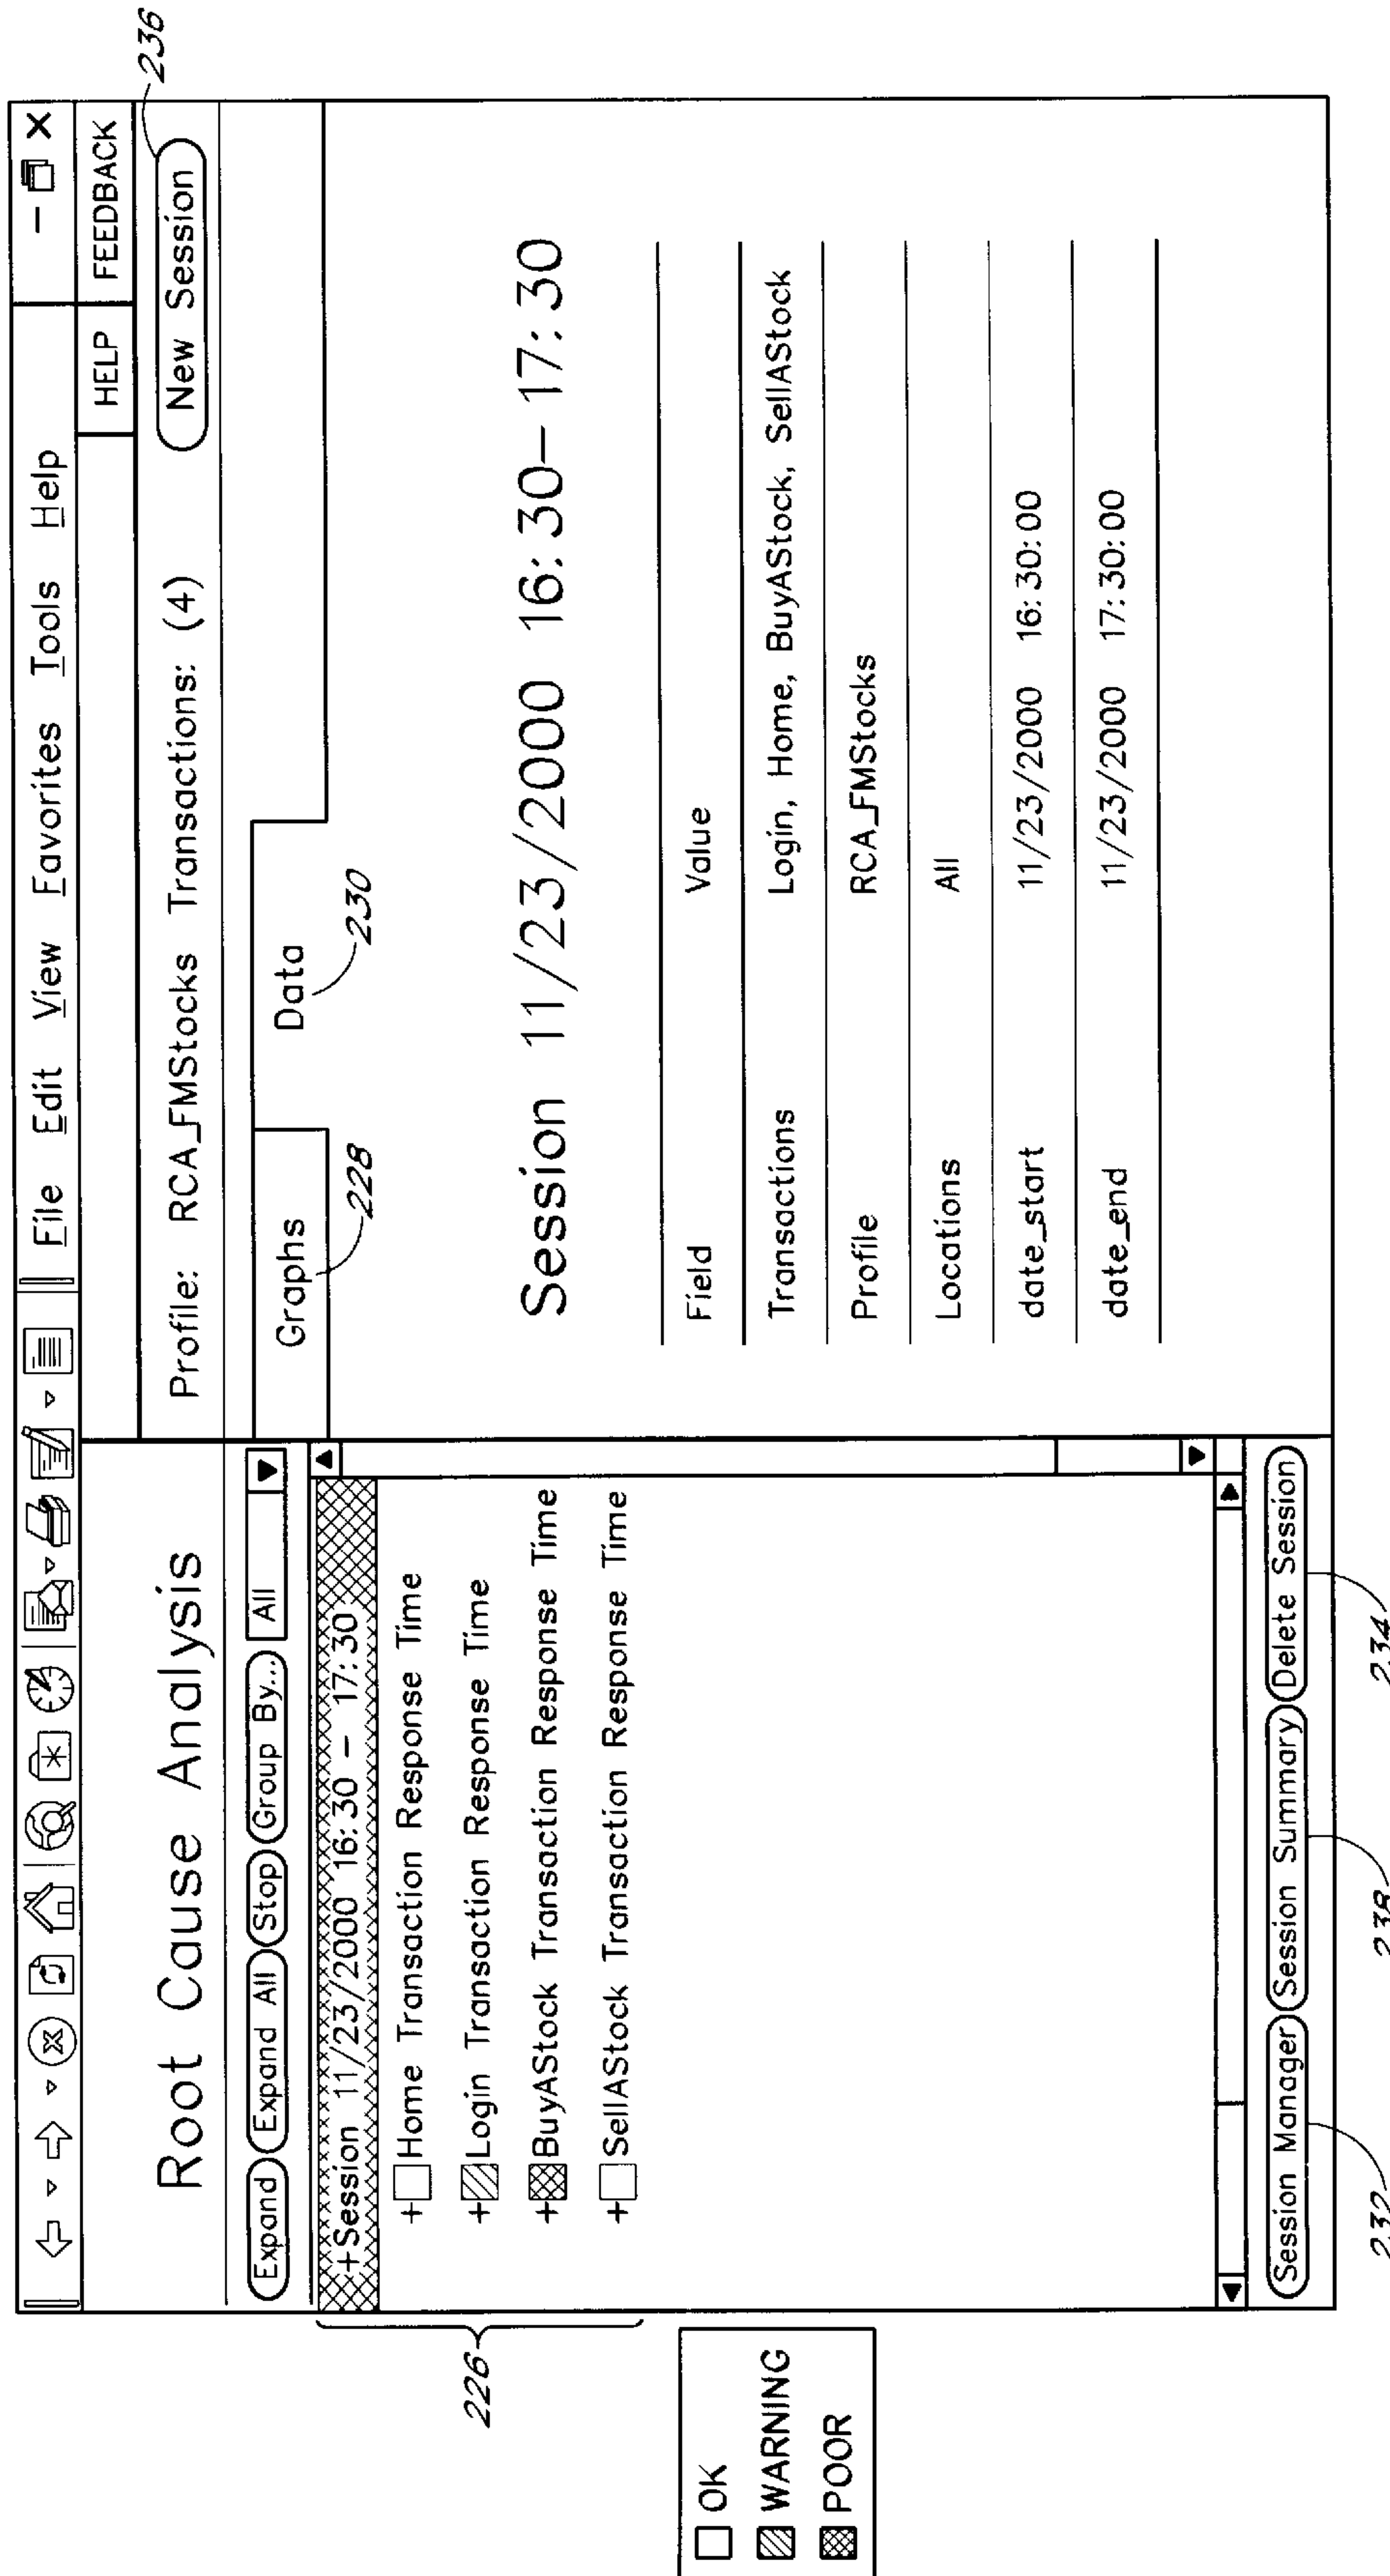 File Edit View Favorites Tools Help
HELP FEEDBACK
Root Cause Analysis
Profile: RCA_FMStocks Transactions: (4)
New Session
236
Expand Expand All Stop Group By... All
Graphs Data
228 230
226
+Session 11/23/2000 16:30 - 17:30
+Home Transaction Response Time
+Login Transaction Response Time
+BuyAStock Transaction Response Time
+SellAStock Transaction Response Time
Session 11/23/2000 16:30-17:30
Field Value
Transactions Login, Home, BuyAStock, SellAStock
Profile RCA_FMStocks
Locations All
date_start 11/23/2000 16:30:00
date_end 11/23/2000 17:30:00
Session Manager Session Summary Delete Session
232 238 234
OK
WARNING
POOR